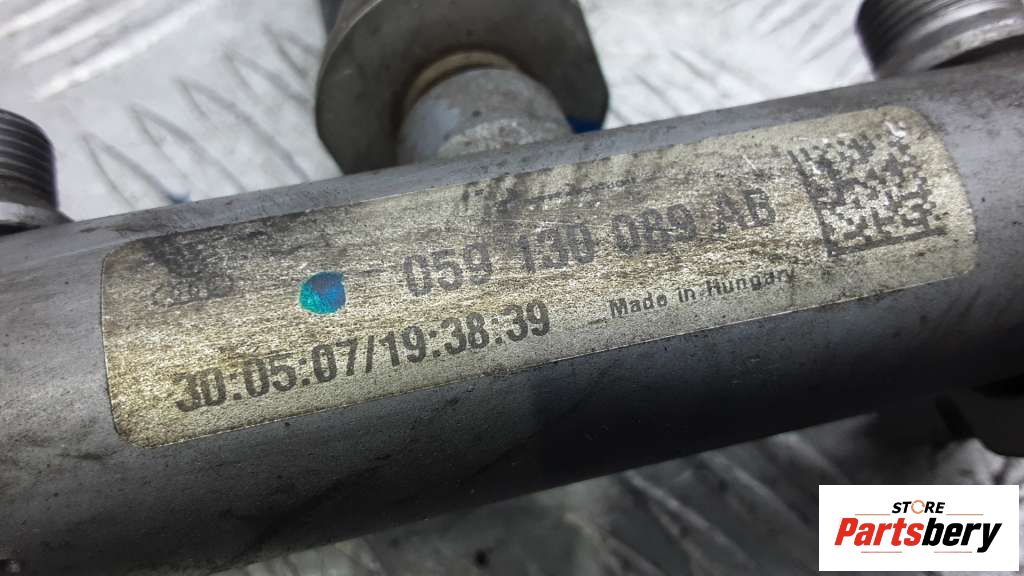 059 130 089 AB
30:05:07/19:38:39
Made in Hungary
STORE
Partsbery